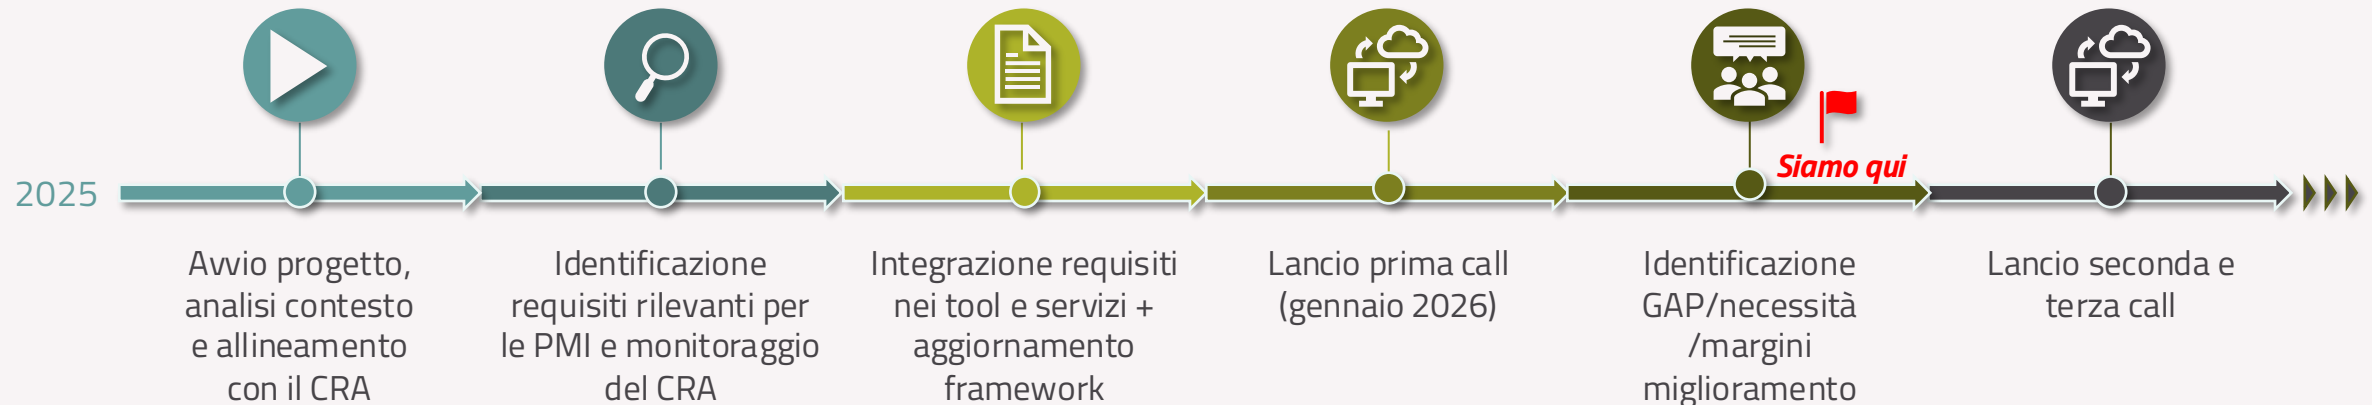 Siamo qui
2025
Avvio progetto,
analisi contesto
e allineamento
con il CRA
Identificazione
requisiti rilevanti per
le PMI e monitoraggio
del CRA
Integrazione requisiti
nei tool e servizi +
aggiornamento
framework
Lancio prima call
(gennaio 2026)
Identificazione
GAP/necessità
/margini
miglioramento
Lancio seconda e
terza call